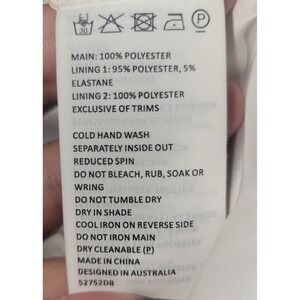 30
P
MAIN: 100% POLYESTER
LINING 1: 95% POLYESTER, 5%
ELASTANE
LINING 2: 100% POLYESTER
EXCLUSIVE OF TRIMS
COLD HAND WASH
SEPARATELY INSIDE OUT
REDUCED SPIN
DO NOT BLEACH, RUB, SOAK OR
WRING
DO NOT TUMBLE DRY
DRY IN SHADE
COOL IRON ON REVERSE SIDE
DO NOT IRON MAIN
DRY CLEANABLE (P)
MADE IN CHINA
DESIGNED IN AUSTRALIA
52752DB